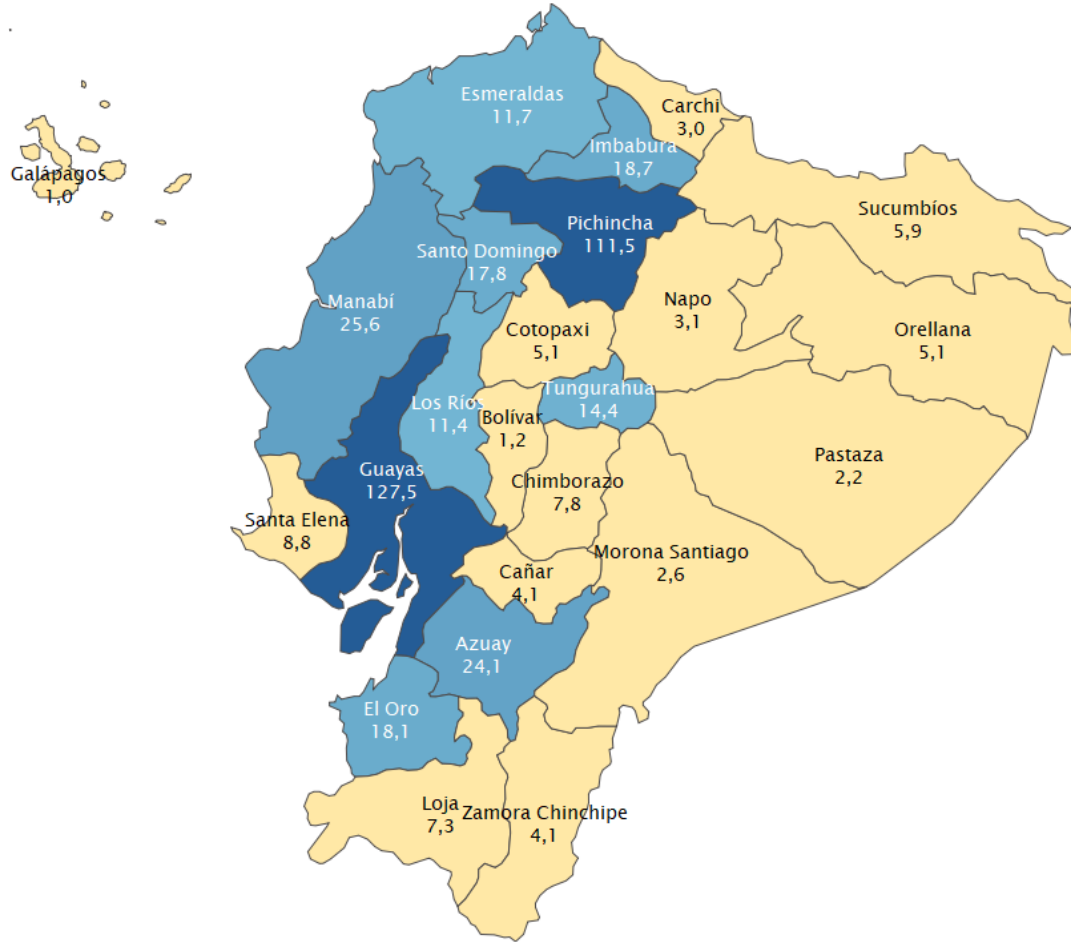 Esmeraldas
11,7
Carchi
3,0
Imbabura
18,7
Galápagos
1,0
Pichincha
111,5
Sucumbíos
5,9
Santo Domingo
17,8
Manabí
25,6
Napo
3,1
Cotopaxi
5,1
Orellana
5,1
Tungurahua
14,4
Los Ríos
11,4
Bolívar
1,2
Pastaza
2,2
Guayas
127,5
Chimborazo
7,8
Santa Elena
8,8
Morona Santiago
2,6
Cañar
4,1
Azuay
24,1
El Oro
18,1
Loja
7,3
Zamora Chinchipe
4,1